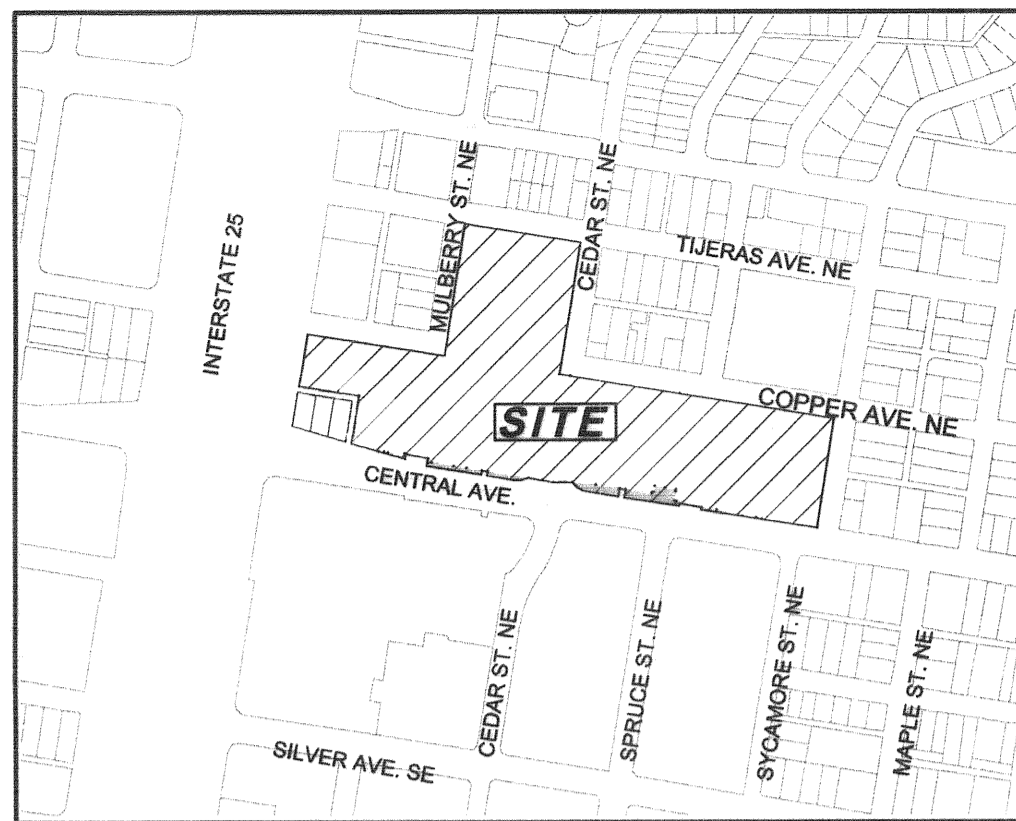 MULBERRY ST. NE
CEDAR ST. NE
TIJERAS AVE. NE
INTERSTATE 25
COPPER AVE. NE
SITE
CENTRAL AVE.
CEDAR ST. NE
SPRUCE ST. NE
SYCAMORE ST. NE
MAPLE ST. NE
SILVER AVE. SE